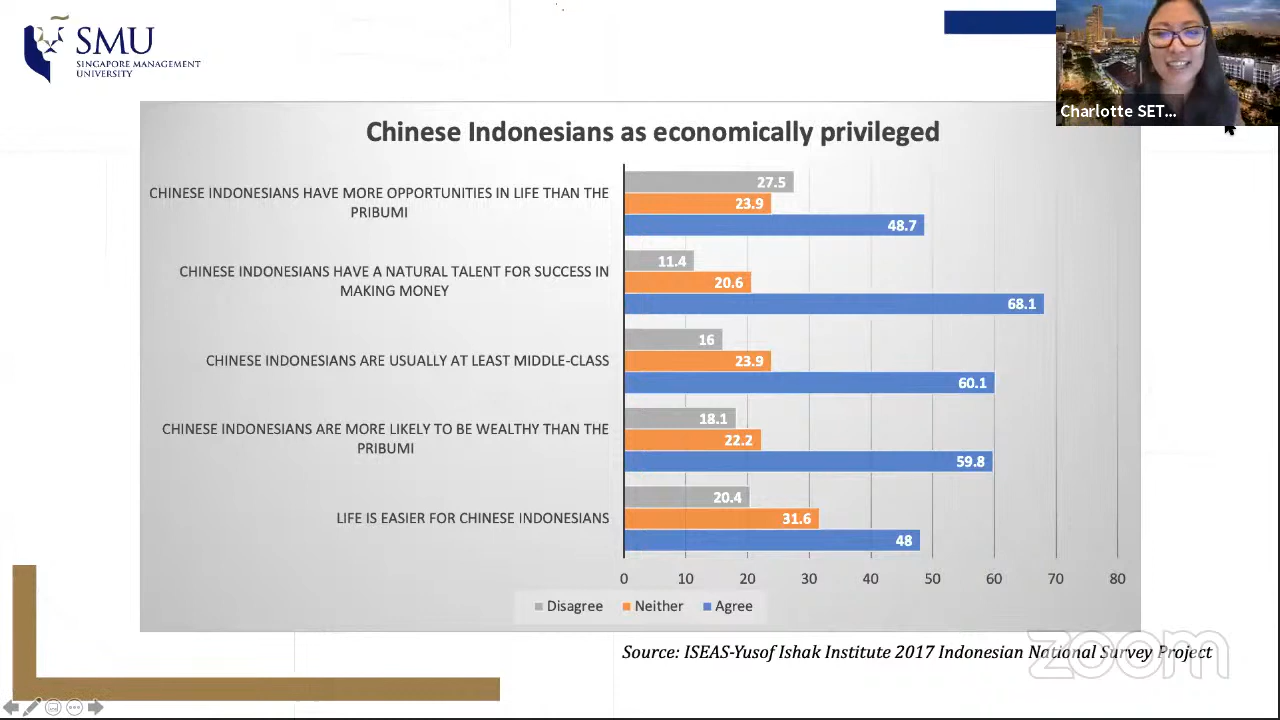 SMU
SINGAPORE MANAGEMENT
UNIVERSITY
Charlotte SET...
Chinese Indonesians as economically privileged
CHINESE INDONESIANS HAVE MORE OPPORTUNITIES IN LIFE THAN THE
PRIBUMI
27.5
23.9
48.7
CHINESE INDONESIANS HAVE A NATURAL TALENT FOR SUCCESS IN
MAKING MONEY
11.4
20.6
68.1
CHINESE INDONESIANS ARE USUALLY AT LEAST MIDDLE-CLASS
16
23.9
60.1
CHINESE INDONESIANS ARE MORE LIKELY TO BE WEALTHY THAN THE
PRIBUMI
18.1
22.2
59.8
LIFE IS EASIER FOR CHINESE INDONESIANS
20.4
31.6
48
0 10 20 30 40 50 60 70 80
Disagree Neither Agree
Source: ISEAS-Yusof Ishak Institute 2017 Indonesian National Survey Project
zoom